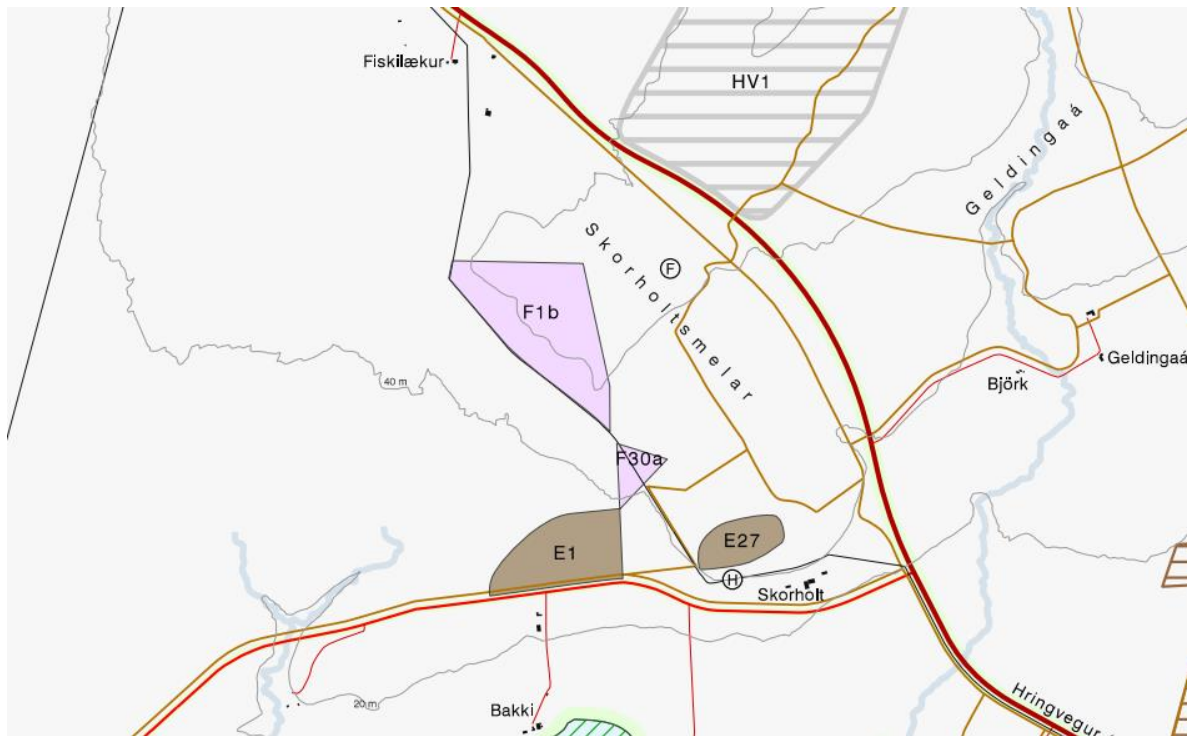 Fiskilækur
HV1
Geldingaá
Skorholtsmelar
F
F1b
40 m
Geldingaá
Björk
F30a
E1
E27
H
Skorholt
20 m
Bakki
Hringvegur